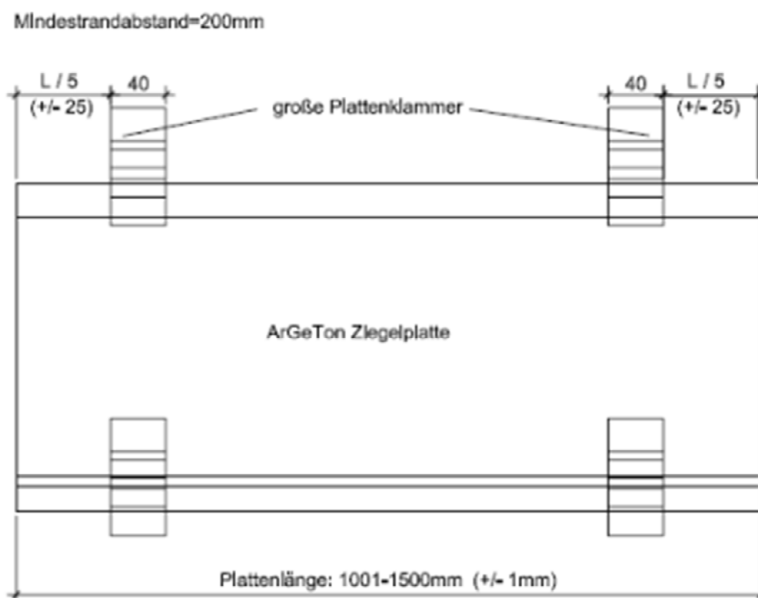 MIndestrandabstand=200mm
L / 5 40 40 L / 5
(+/- 25) große Plattenklammer (+/- 25)
ArGeTon ZIegelplatte
Plattenlänge: 1001-1500mm (+/- 1mm)